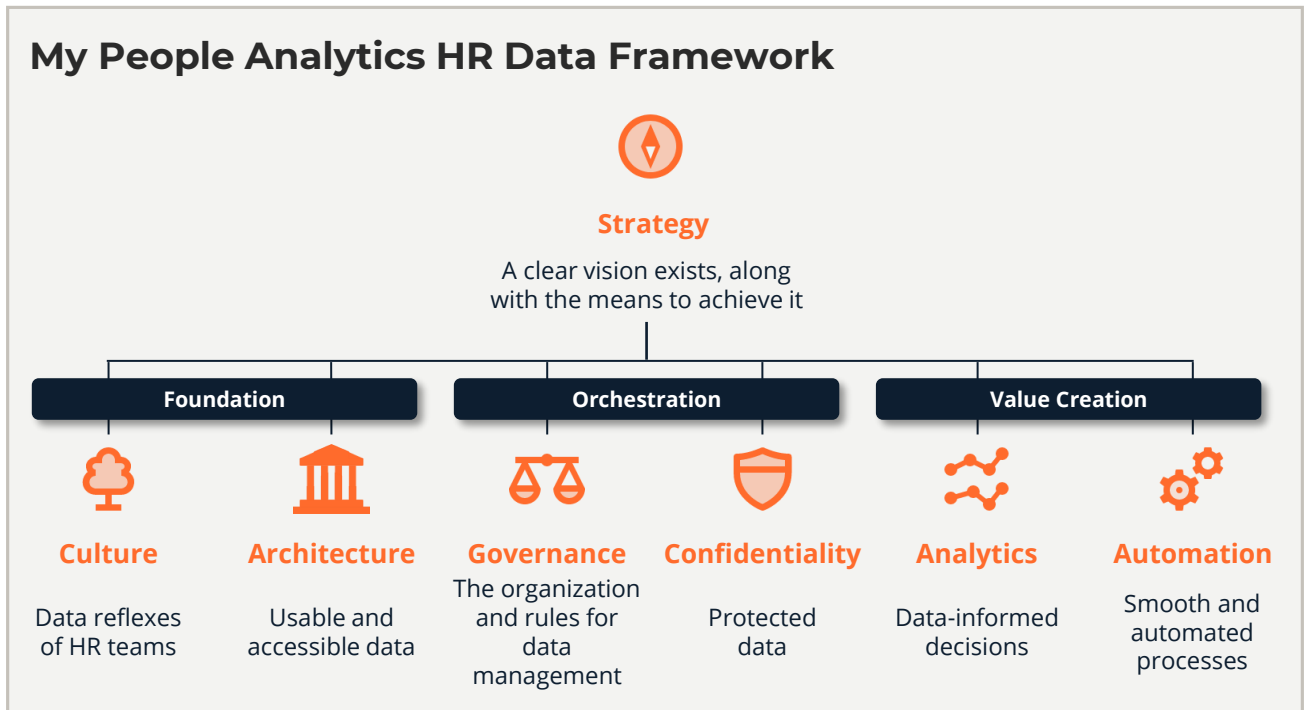 My People Analytics HR Data Framework
Strategy
A clear vision exists, along
with the means to achieve it
Foundation
Orchestration
Value Creation
Culture
Data reflexes
of HR teams
Architecture
Usable and
accessible data
Governance
The organization
and rules for
data
management
Confidentiality
Protected
data
Analytics
Data-informed
decisions
Automation
Smooth and
automated
processes